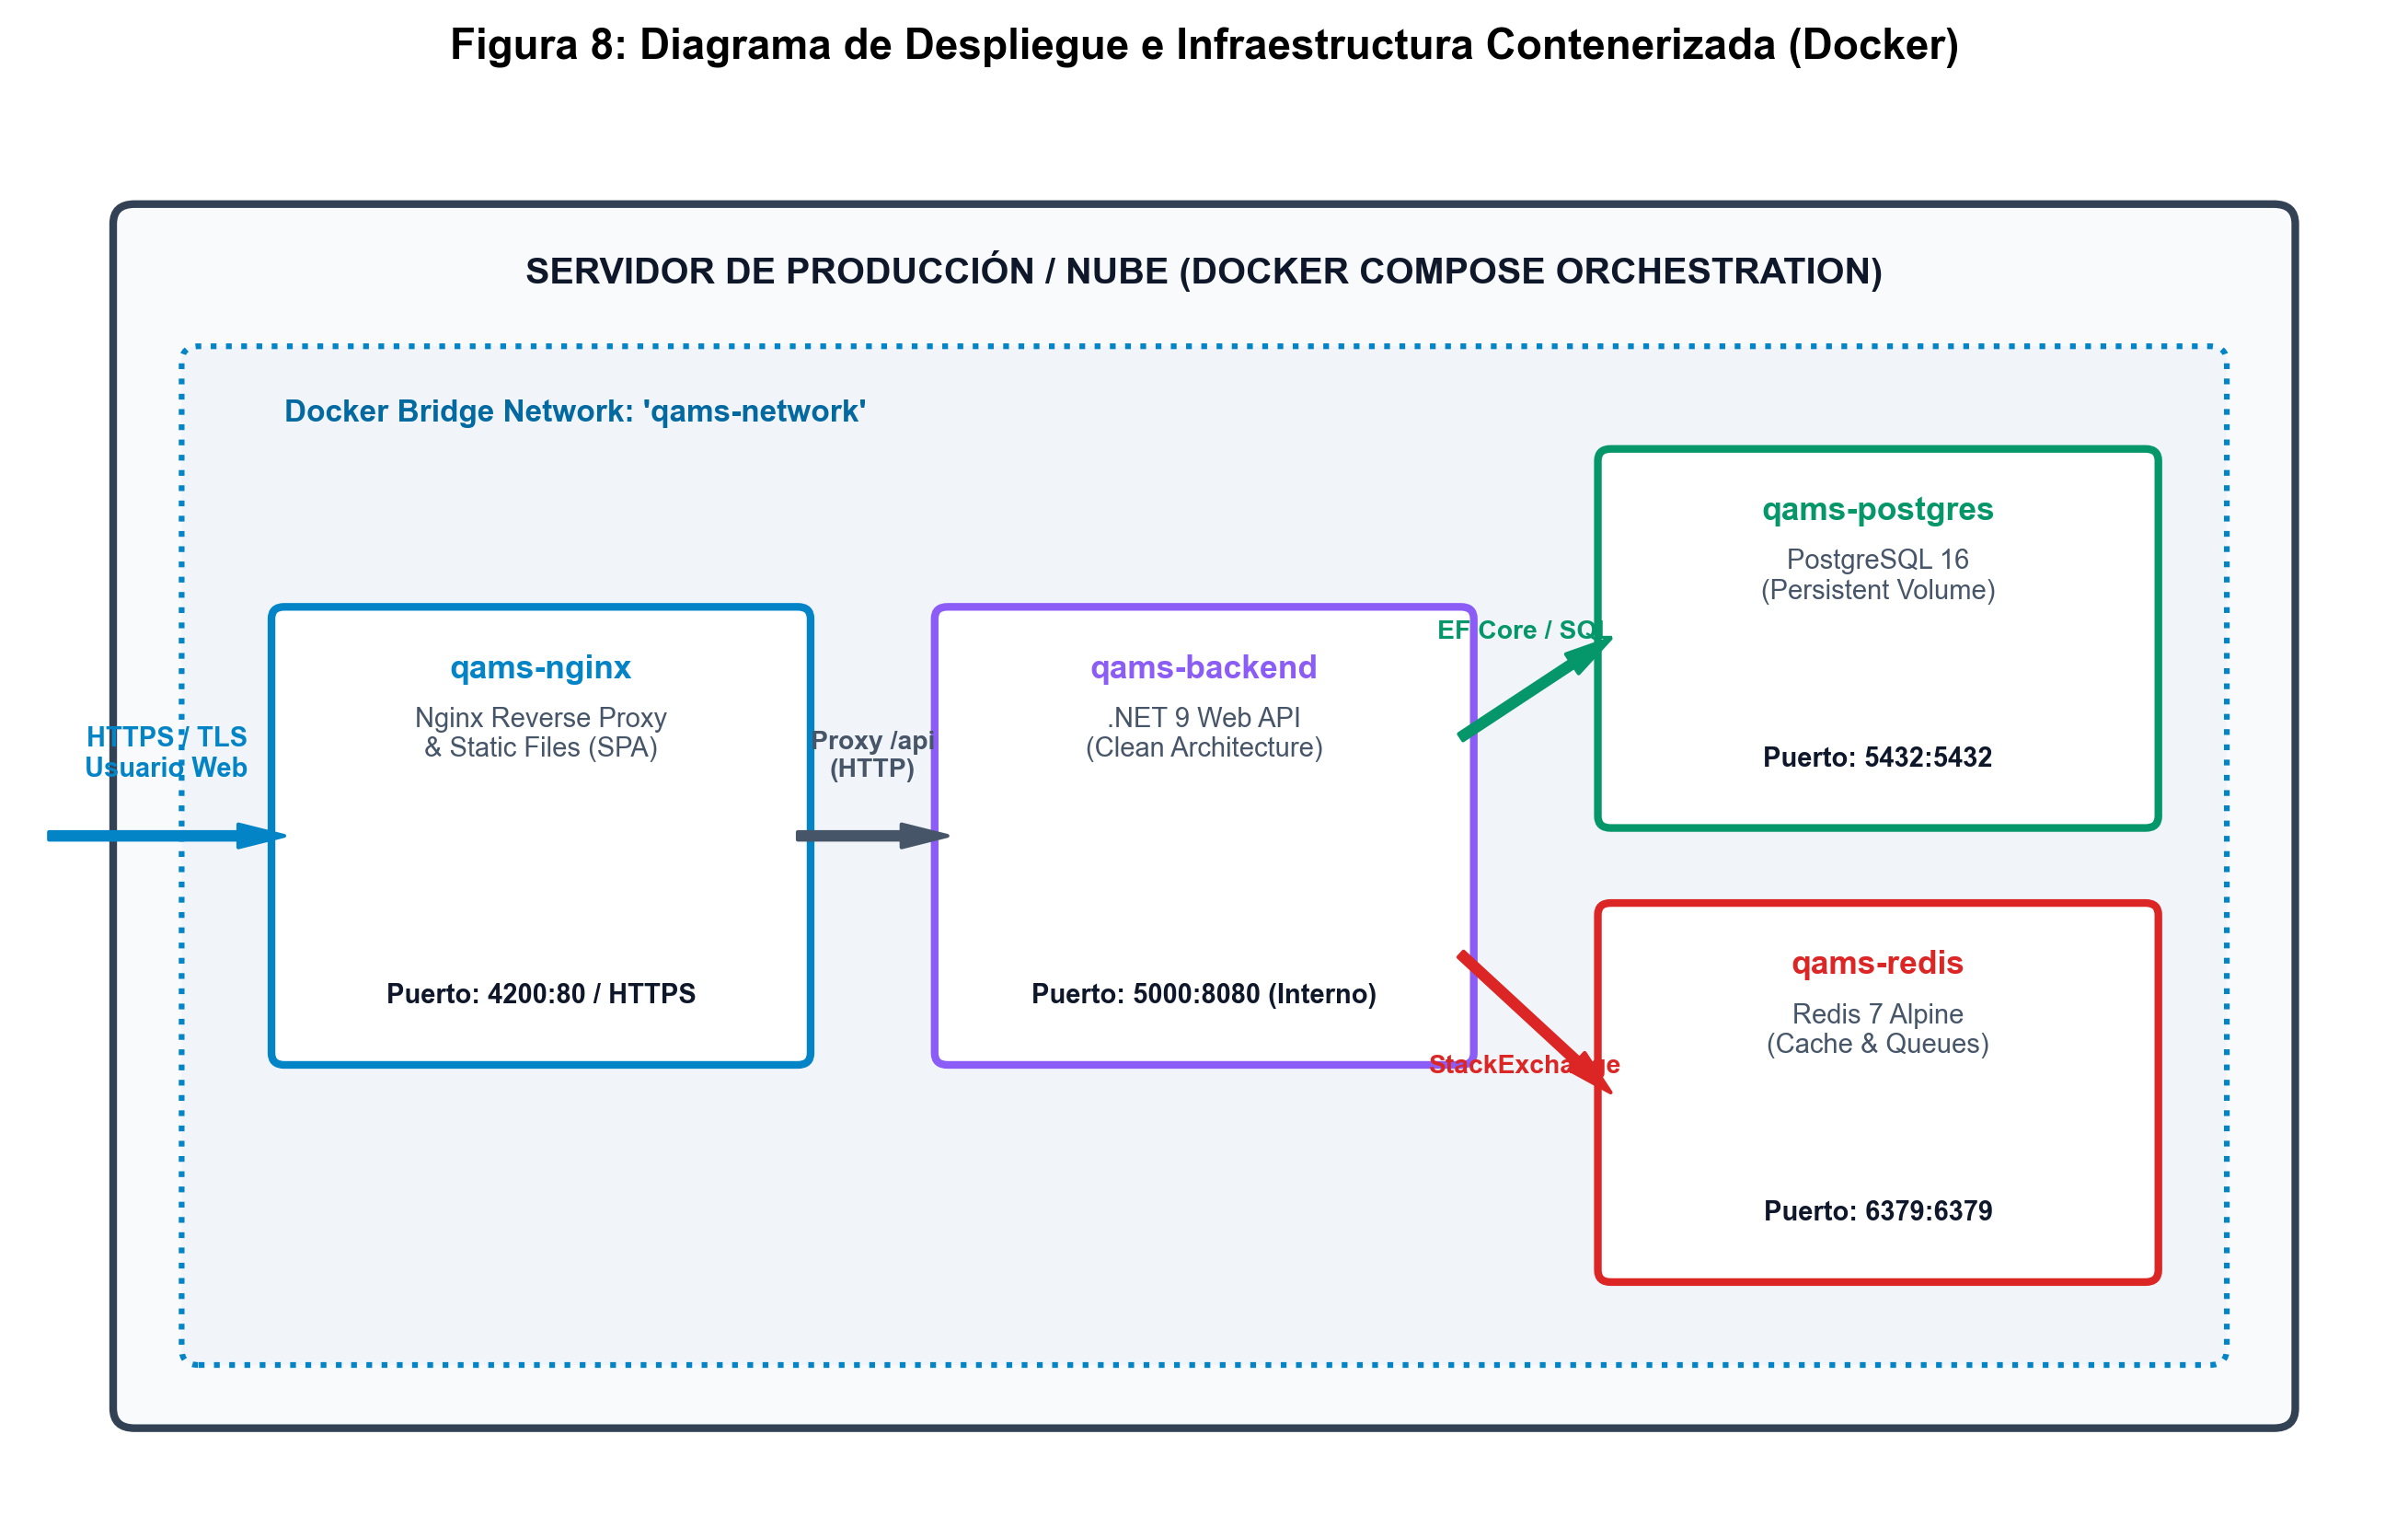 Figura 8: Diagrama de Despliegue e Infraestructura Contenerizada (Docker)
SERVIDOR DE PRODUCCIÓN / NUBE (DOCKER COMPOSE ORCHESTRATION)
Docker Bridge Network: 'qams-network'
HTTPS / TLS
Usuario Web
qams-nginx
Nginx Reverse Proxy
& Static Files (SPA)
Puerto: 4200:80 / HTTPS
Proxy /api
(HTTP)
qams-backend
.NET 9 Web API
(Clean Architecture)
Puerto: 5000:8080 (Interno)
EF Core / SQL
qams-postgres
PostgreSQL 16
(Persistent Volume)
Puerto: 5432:5432
StackExchange
qams-redis
Redis 7 Alpine
(Cache & Queues)
Puerto: 6379:6379